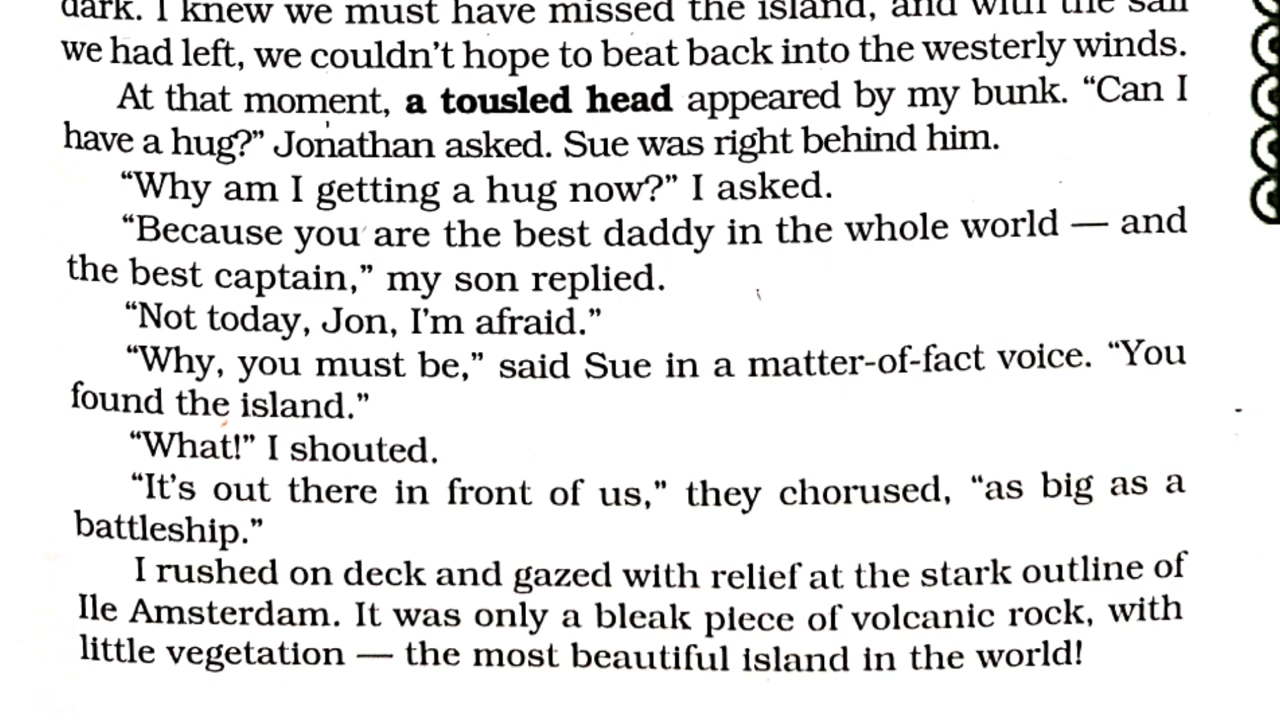 dark. I knew we must have missed the island, and with the sail
we had left, we couldn't hope to beat back into the westerly winds.
At that moment, a tousled head appeared by my bunk. “Can I
have a hug?” Jonathan asked. Sue was right behind him.
“Why am I getting a hug now?” I asked.
“Because you are the best daddy in the whole world — and
the best captain,” my son replied.
“Not today, Jon, I'm afraid.”
“Why, you must be,” said Sue in a matter-of-fact voice. “You
found the island.”
“What!” I shouted.
“It's out there in front of us,” they chorused, “as big as a
battleship.”
I rushed on deck and gazed with relief at the stark outline of
Ile Amsterdam. It was only a bleak piece of volcanic rock, with
little vegetation — the most beautiful island in the world!